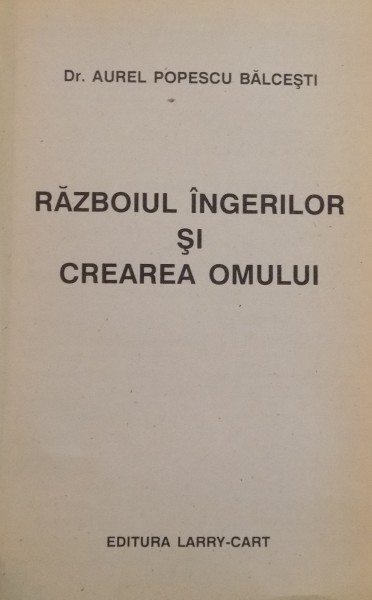 Dr. AUREL POPESCU BĂLCEŞTI
RĂZBOIUL ÎNGERILOR
ŞI
CREAREA OMULUI
EDITURA LARRY-CART